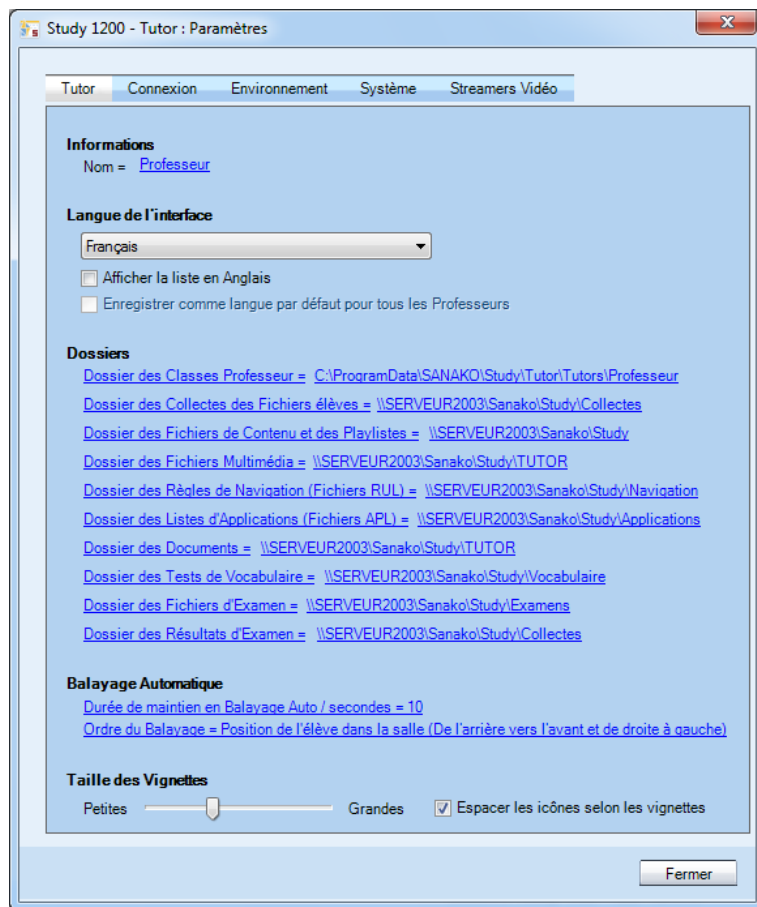 Study 1200 - Tutor : Paramètres
Tutor Connexion Environnement Système Streamers Vidéo
Informations
Nom = Professeur
Langue de l'interface
Français
Afficher la liste en Anglais
Enregistrer comme langue par défaut pour tous les Professeurs
Dossiers
Dossier des Classes Professeur = C:\ProgramData\SANAKO\Study\Tutor\Tutors\Professeur
Dossier des Collectes des Fichiers élèves = \\SERVEUR2003\Sanako\Study\Collectes
Dossier des Fichiers de Contenu et des Playlistes = \\SERVEUR2003\Sanako\Study
Dossier des Fichiers Multimédia = \\SERVEUR2003\Sanako\Study\TUTOR
Dossier des Règles de Navigation (Fichiers RUL) = \\SERVEUR2003\Sanako\Study\Navigation
Dossier des Listes d'Applications (Fichiers APL) = \\SERVEUR2003\Sanako\Study\Applications
Dossier des Documents = \\SERVEUR2003\Sanako\Study\TUTOR
Dossier des Tests de Vocabulaire = \\SERVEUR2003\Sanako\Study\Vocabulaire
Dossier des Fichiers d'Examen = \\SERVEUR2003\Sanako\Study\Examens
Dossier des Résultats d'Examen = \\SERVEUR2003\Sanako\Study\Collectes
Balayage Automatique
Durée de maintien en Balayage Auto / secondes = 10
Ordre du Balayage = Position de l'élève dans la salle (De l'arrière vers l'avant et de droite à gauche)
Taille des Vignettes
Petites Grandes Espacer les icônes selon les vignettes
Fermer